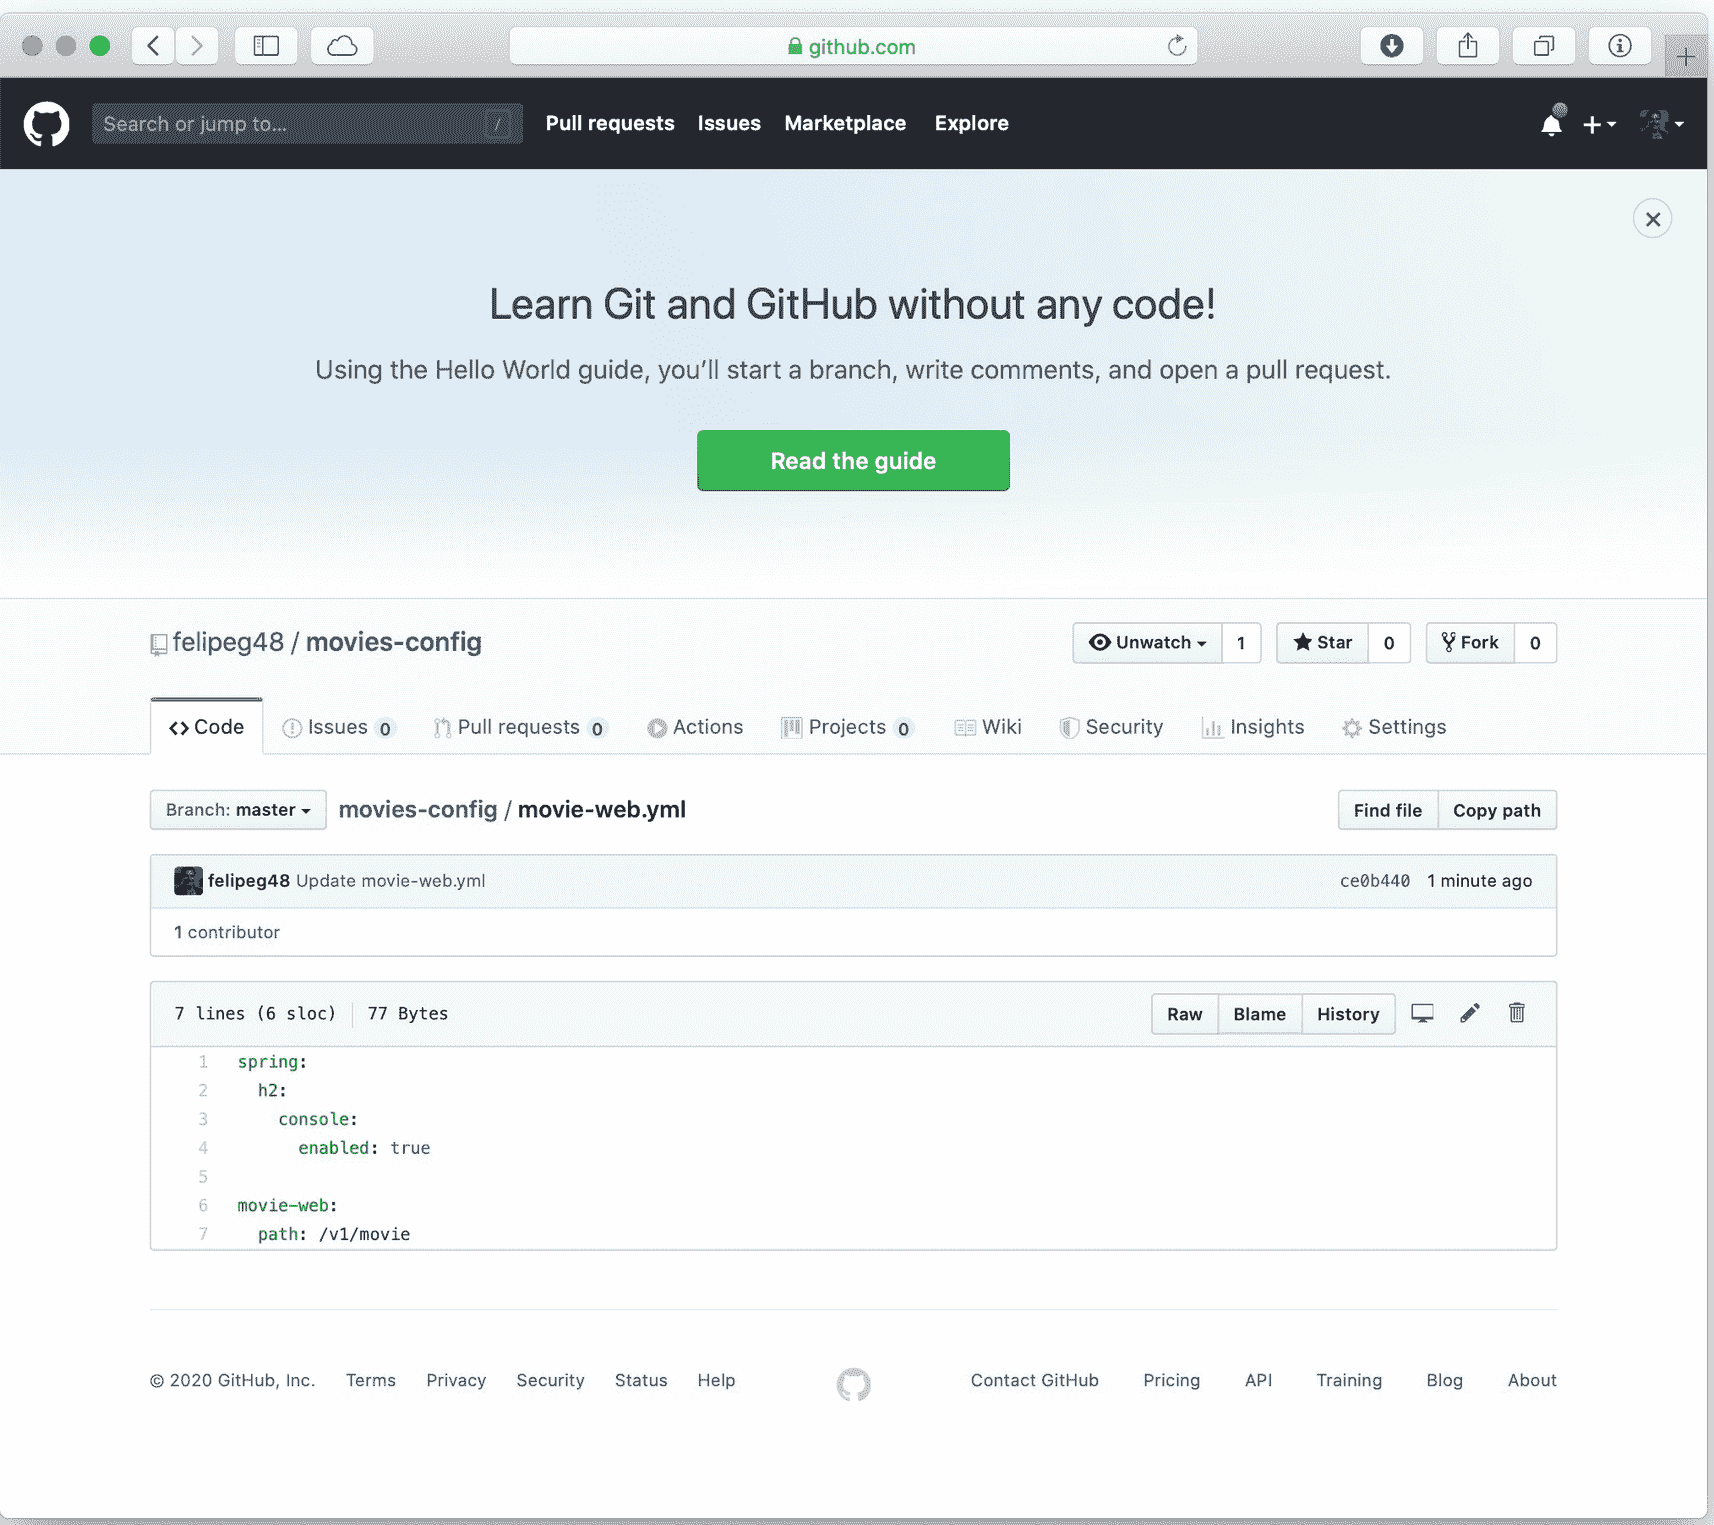 github.com
Search or jump to... /
Pull requests Issues Marketplace Explore
Learn Git and GitHub without any code!
Using the Hello World guide, you’ll start a branch, write comments, and open a pull request.
Read the guide
felipeg48 / movies-config
Unwatch 1 Star 0 Fork 0
Code Issues 0 Pull requests 0 Actions Projects 0 Wiki Security Insights Settings
Branch: master movies-config / movie-web.yml Find file Copy path
felipeg48 Update movie-web.yml ce0b440 1 minute ago
1 contributor
7 lines (6 sloc) 77 Bytes Raw Blame History
1 spring:
2 h2:
3 console:
4 enabled: true
5
6 movie-web:
7 path: /v1/movie
© 2020 GitHub, Inc. Terms Privacy Security Status Help Contact GitHub Pricing API Training Blog About